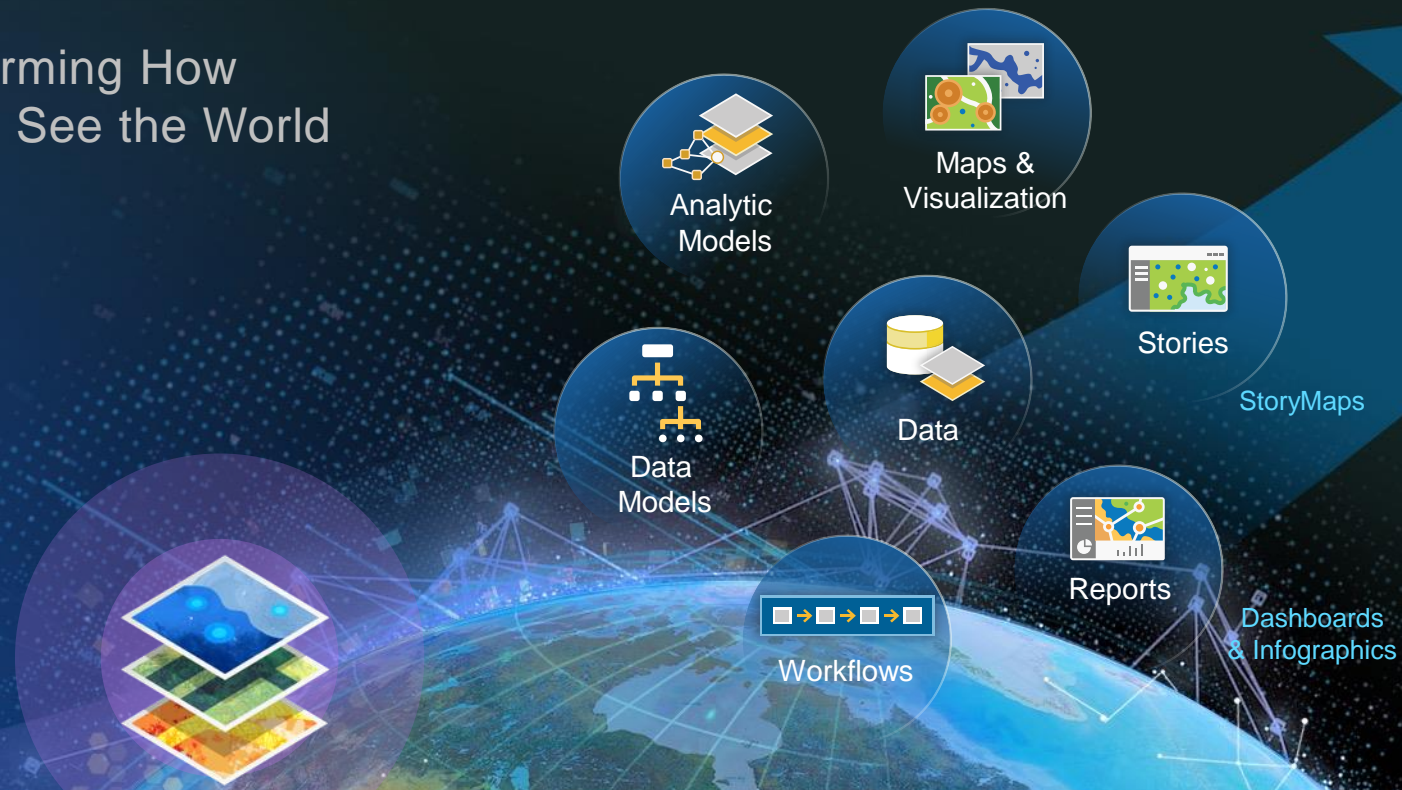 rming How
See the World
Maps &
Visualization
Analytic
Models
Stories
StoryMaps
Data
Data
Models
Reports
Dashboards
& Infographics
Workflows